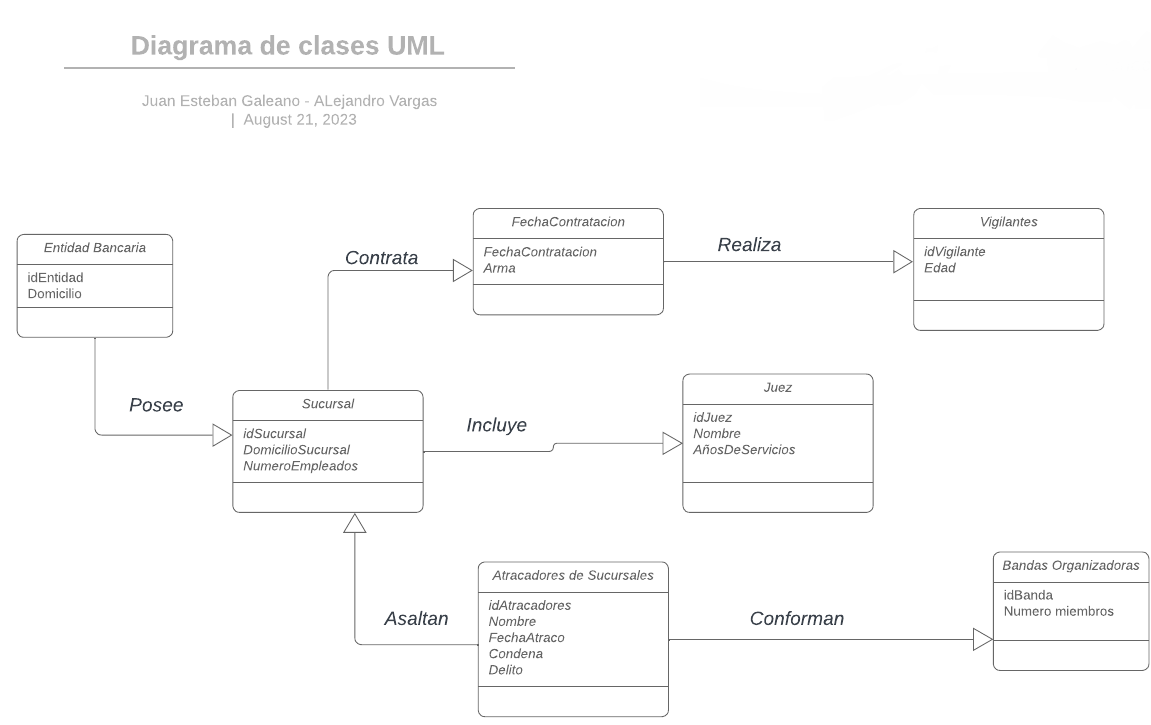 Diagrama de clases UML
Juan Esteban Galeano - ALejandro Vargas
| August 21, 2023
Entidad Bancaria
idEntidad
Domicilio
Contrata
FechaContratacion
FechaContratacion
Arma
Realiza
Vigilantes
idVigilante
Edad
Posee
Sucursal
idSucursal
DomicilioSucursal
NumeroEmpleados
Incluye
Juez
idJuez
Nombre
AñosDeServicios
Asaltan
Atracadores de Sucursales
idAtracadores
Nombre
FechaAtraco
Condena
Delito
Conforman
Bandas Organizadoras
idBanda
Numero miembros